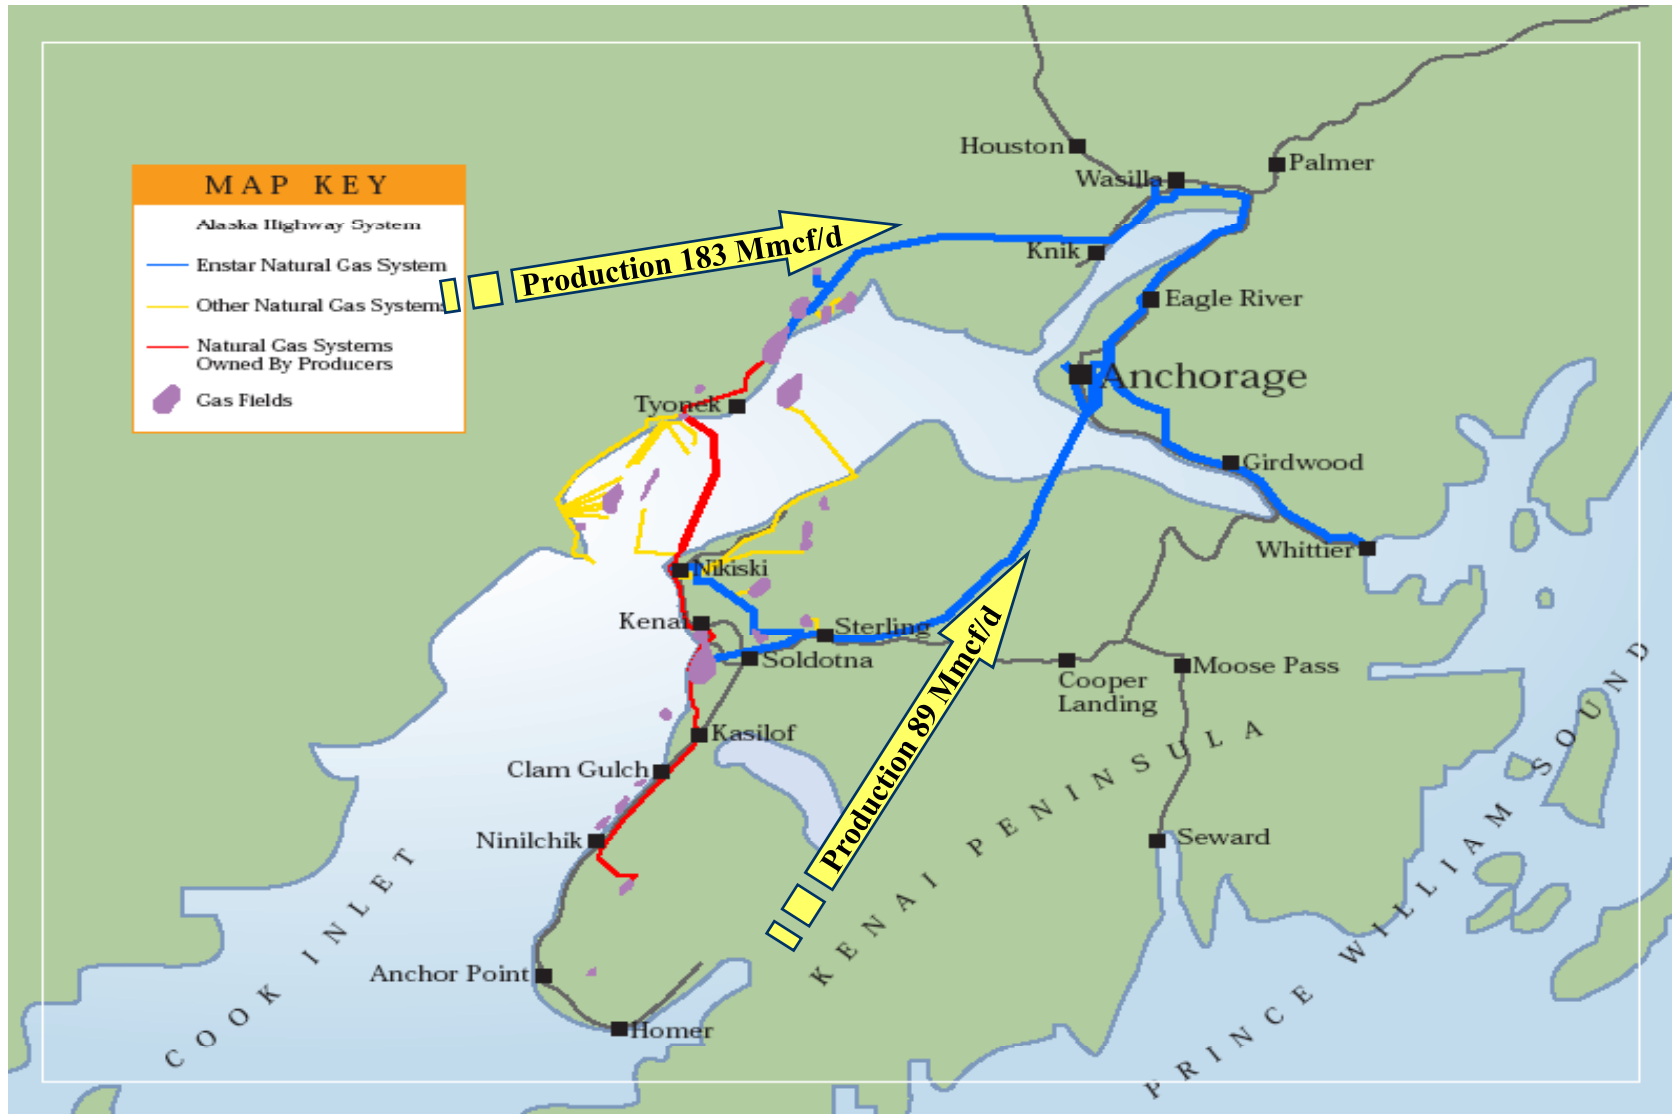 MAP KEY
Alaska Highway System
Enstar Natural Gas System
Other Natural Gas Systems
Natural Gas Systems
Owned By Producers
Gas Fields
Production 183 Mmcf/d
Houston
Palmer
Wasilla
Knik
Eagle River
Anchorage
Tyonek
Girdwood
Whittier
Nikiski
Kenai
Sterling
Soldotna
Cooper
Landing
Moose Pass
Production 89 Mmcf/d
Kasilof
Clam Gulch
Ninilchik
Seward
Anchor Point
Homer
COOK INLET
KENAI PENINSULA
PRINCE WILLIAM SOUND